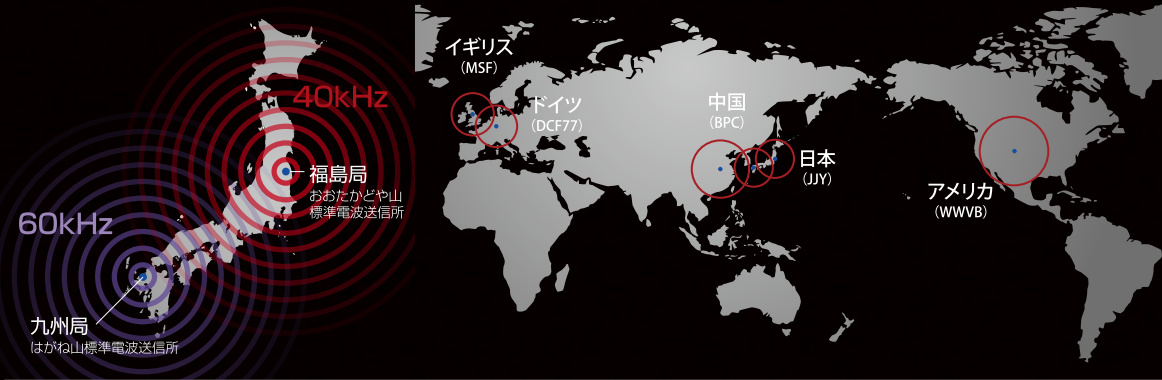 40kHz
福島局
おおたかどや山
標準電波送信所
60kHz
九州局
はがね山標準電波送信所
イギリス
(MSF)
ドイツ
(DCF77)
中国
(BPC)
日本
(JJY)
アメリカ
(WWVB)